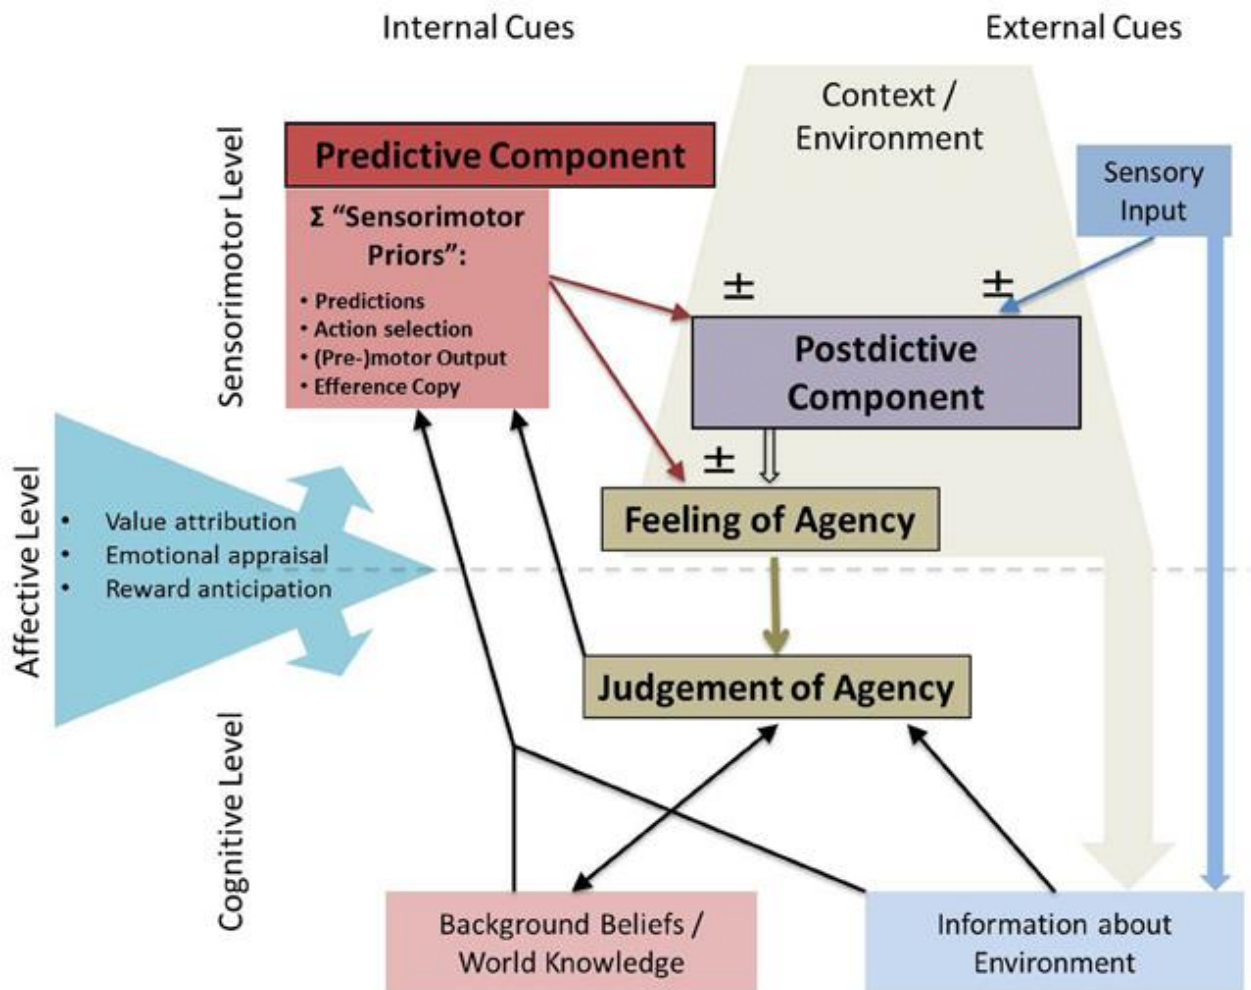 Internal Cues
External Cues
Sensorimotor Level
Predictive Component
Σ “Sensorimotor
Priors”:
• Predictions
• Action selection
• (Pre-)motor Output
• Efference Copy
Context /
Environment
Sensory
Input
±
±
Postdictive
Component
±
Feeling of Agency
Affective Level
• Value attribution
• Emotional appraisal
• Reward anticipation
Judgement of Agency
Cognitive Level
Background Beliefs /
World Knowledge
Information about
Environment